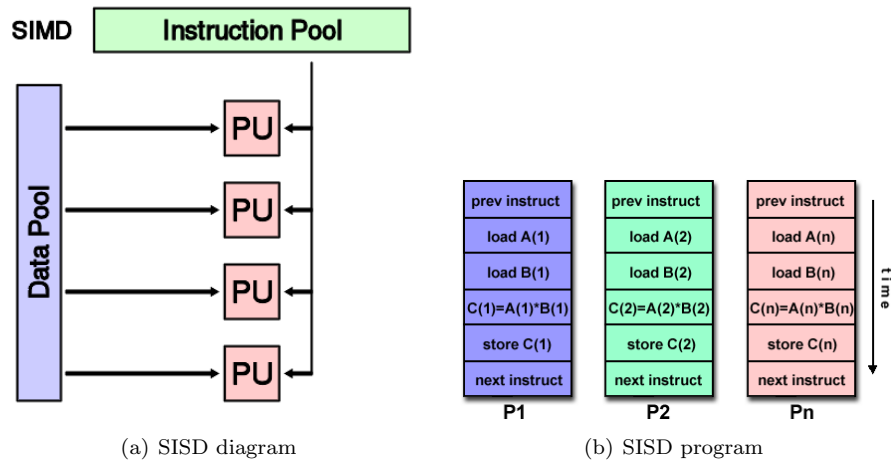 SIMD
Instruction Pool
Data Pool
PU
PU
PU
PU
(a) SISD diagram
prev instruct
load A(1)
load B(1)
C(1)=A(1)*B(1)
store C(1)
next instruct
P1
prev instruct
load A(2)
load B(2)
C(2)=A(2)*B(2)
store C(2)
next instruct
P2
prev instruct
load A(n)
load B(n)
C(n)=A(n)*B(n)
store C(n)
next instruct
Pn
time
(b) SISD program